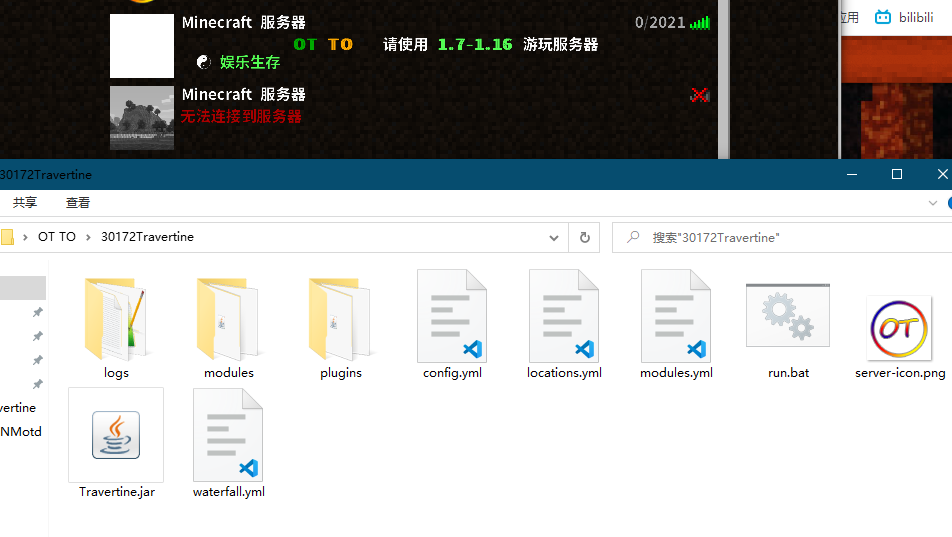 Minecraft 服务器
0/2021
应用
bilibili
OT TO 请使用 1.7-1.16 游玩服务器
娱乐生存
Minecraft 服务器
无法连接到服务器
30172Travertine
共享 查看
OT TO > 30172Travertine
搜索"30172Travertine"
logs
modules
plugins
config.yml
locations.yml
modules.yml
run.bat
server-icon.png
OT
vertine
NMotd
Travertine.jar
waterfall.yml